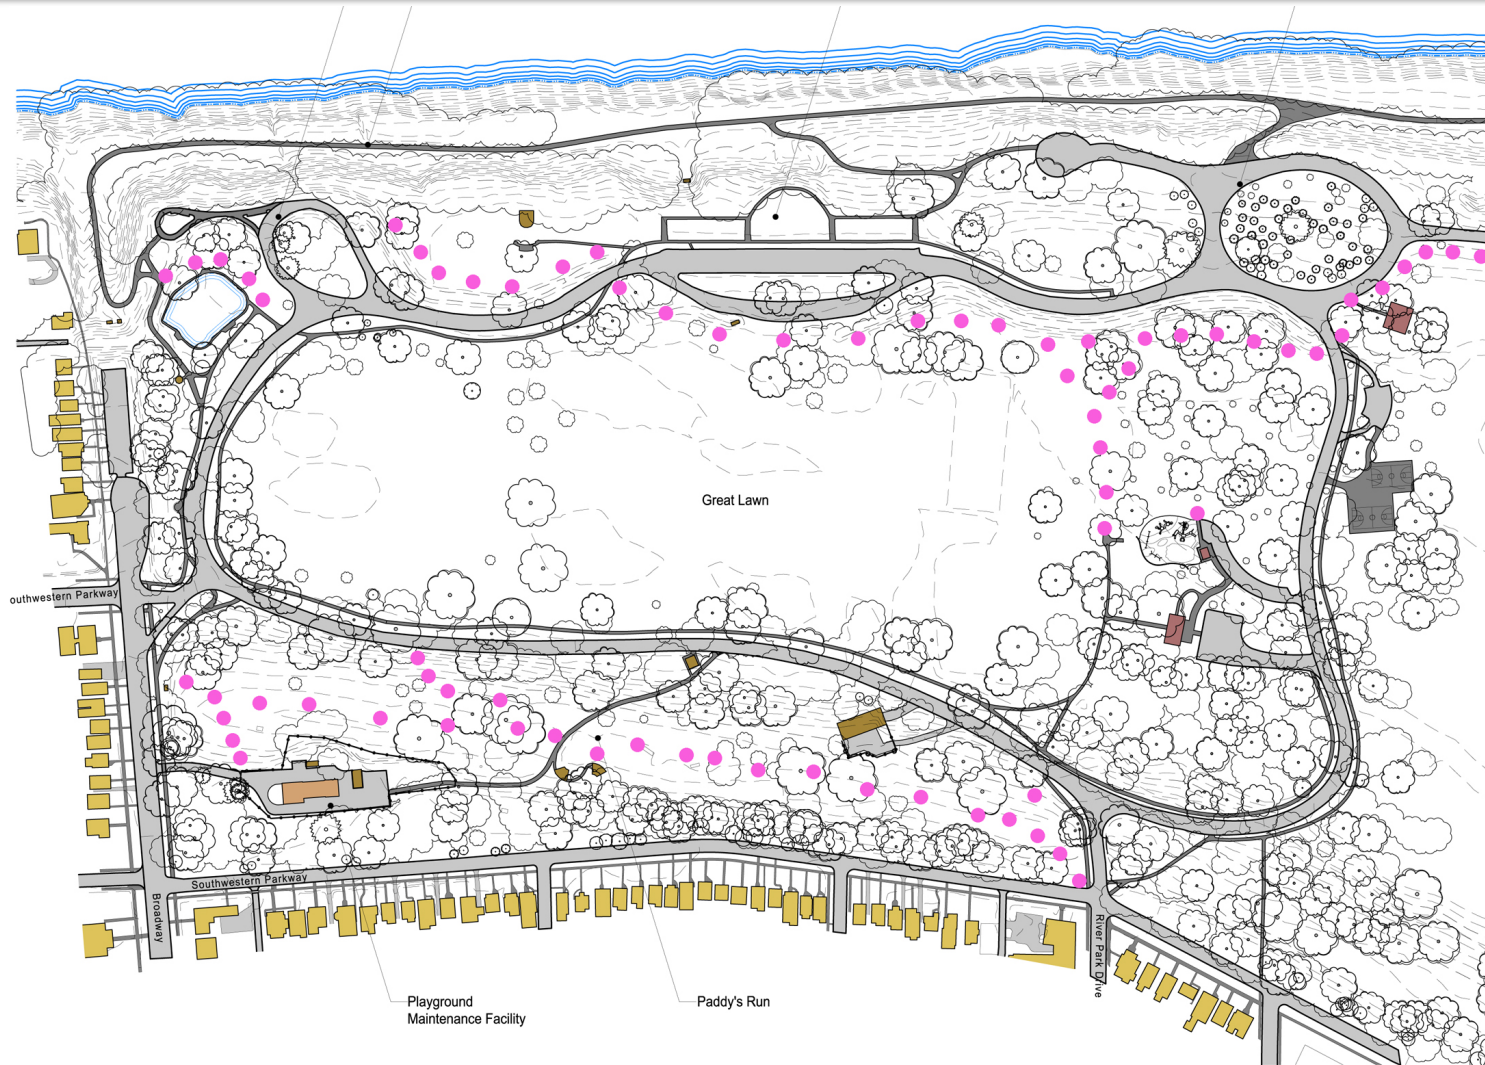 Great Lawn
outhwestern Parkway
Southwestern Parkway
Broadway
River Park Drive
Playground
Maintenance Facility
Paddy's Run